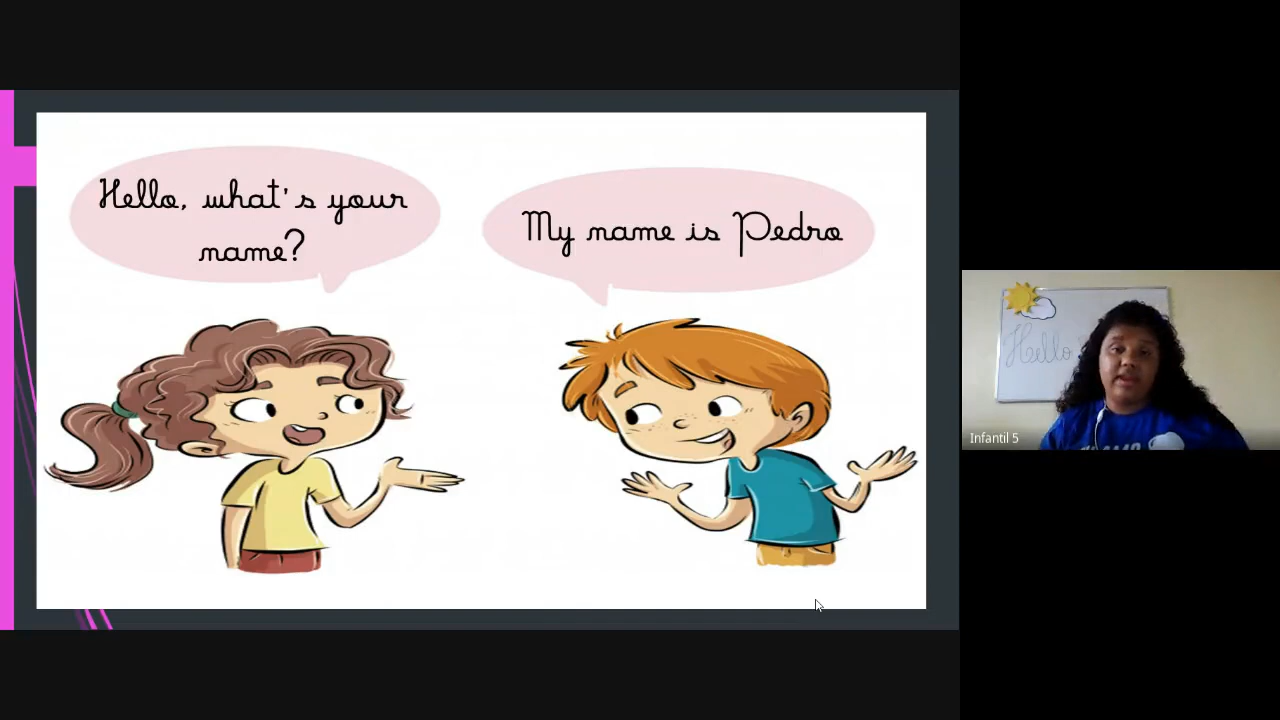 Hello, what's your
name?
My name is Pedro
Hello
Infantil 5